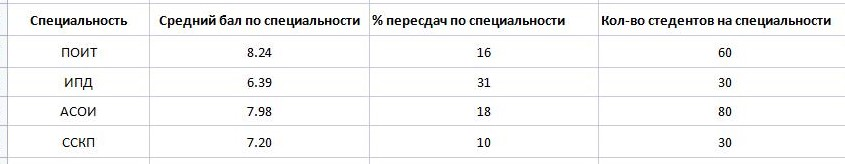 Специальность Средний бал по специальности % пересдач по специальности Кол-во стедентов на специальности
ПОИТ 8.24 16 60
ИПД 6.39 31 30
АСОИ 7.98 18 80
ССКП 7.20 10 30